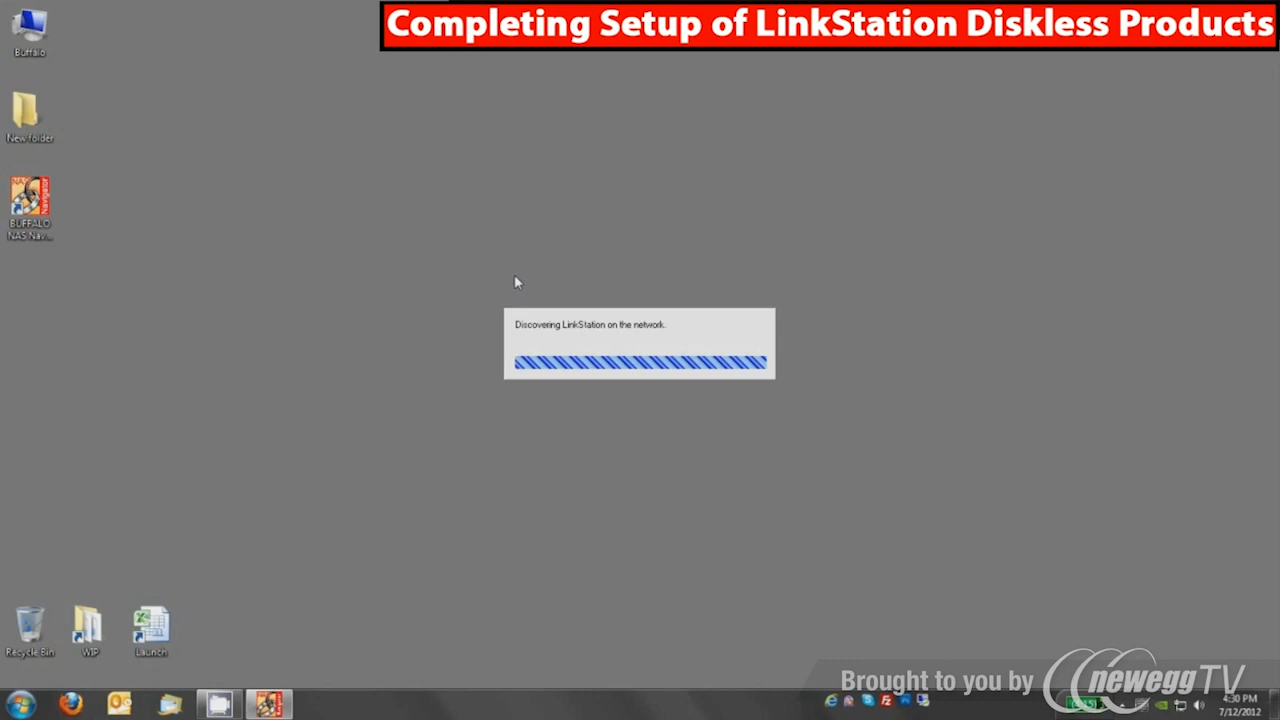 Completing Setup of LinkStation Diskless Products
Buffalo
New folder
Navigator
BUFFALO
NAS Nav...
Discovering LinkStation on the network.
Recycle Bin
WIP
Launch
Brought to you by neweggTV
4:30 PM
7/12/2012